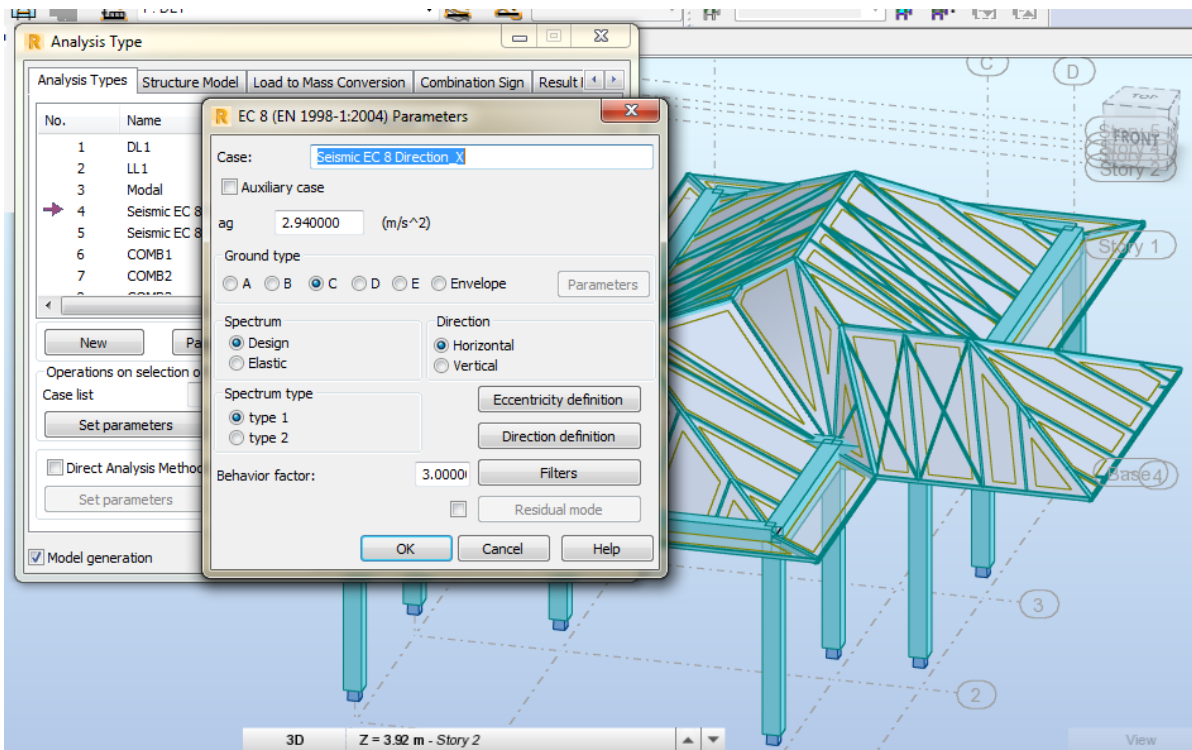 Analysis Type
Analysis Types Structure Model Load to Mass Conversion Combination Sign Result
No. Name
1 DL1
2 LL1
3 Modal
4 Seismic EC 8
5 Seismic EC 8
6 COMB1
7 COMB2
New
Operations on selection o
Case list
Set parameters
Direct Analysis Method
Set parameters
Model generation
EC 8 (EN 1998-1:2004) Parameters
Case: Seismic EC 8 Direction_X
Auxiliary case
ag 2.940000 (m/s^2)
Ground type
A B C D E Envelope Parameters
Spectrum
Design
Elastic
Direction
Horizontal
Vertical
Spectrum type
type 1
type 2
Eccentricity definition
Direction definition
Behavior factor: 3.0000
Filters
Residual mode
OK Cancel Help
C
D
TOP
FRONT
Story 2
Story 1
Base
4
3
2
3D Z = 3.92 m - Story 2
View